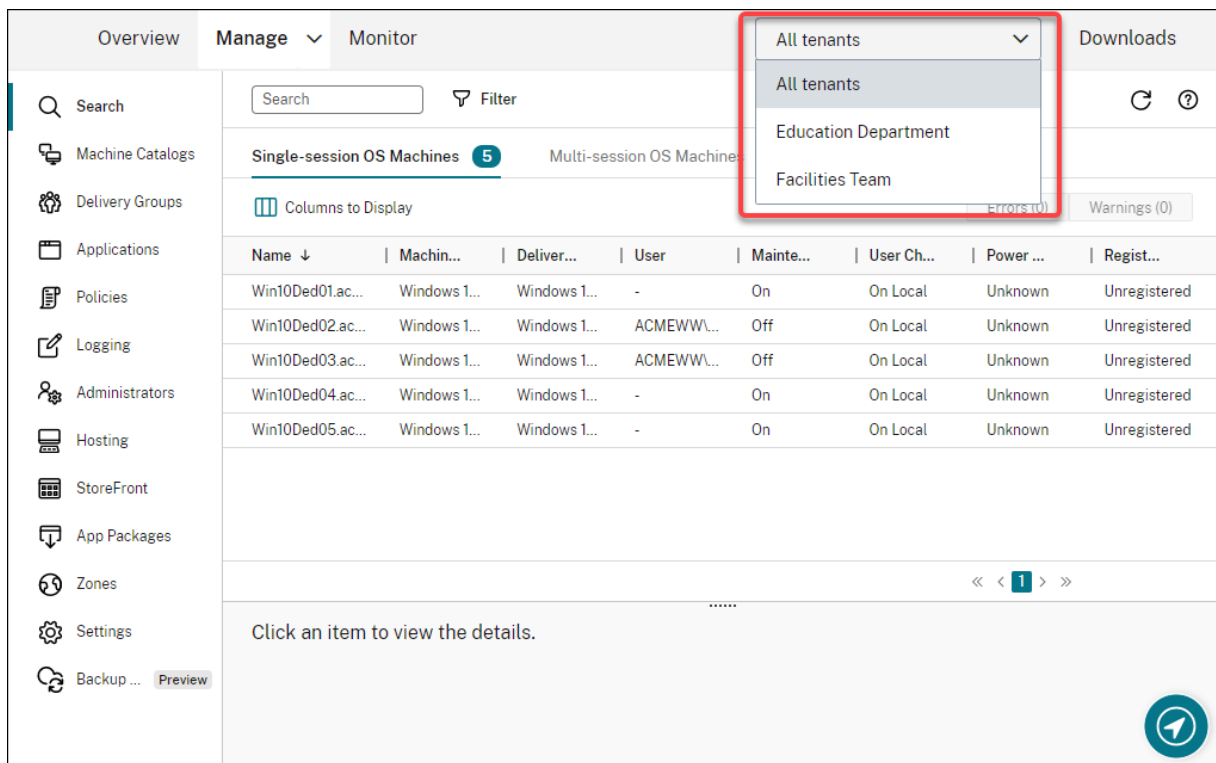 Overview Manage Monitor All tenants Downloads
All tenants
Education Department
Facilities Team
Search
Machine Catalogs
Delivery Groups
Applications
Policies
Logging
Administrators
Hosting
StoreFront
App Packages
Zones
Settings
Backup ... Preview
Search Filter
Single-session OS Machines 5 Multi-session OS Machines
Columns to Display Errors (0) Warnings (0)
Name ↓ Machin... Deliver... User Mainte... User Ch... Power ... Regist...
Win10Ded01.ac... Windows 1... Windows 1... - On On Local Unknown Unregistered
Win10Ded02.ac... Windows 1... Windows 1... ACMEWW\... Off On Local Unknown Unregistered
Win10Ded03.ac... Windows 1... Windows 1... ACMEWW\... Off On Local Unknown Unregistered
Win10Ded04.ac... Windows 1... Windows 1... - On On Local Unknown Unregistered
Win10Ded05.ac... Windows 1... Windows 1... - On On Local Unknown Unregistered
« < 1 > »
Click an item to view the details.